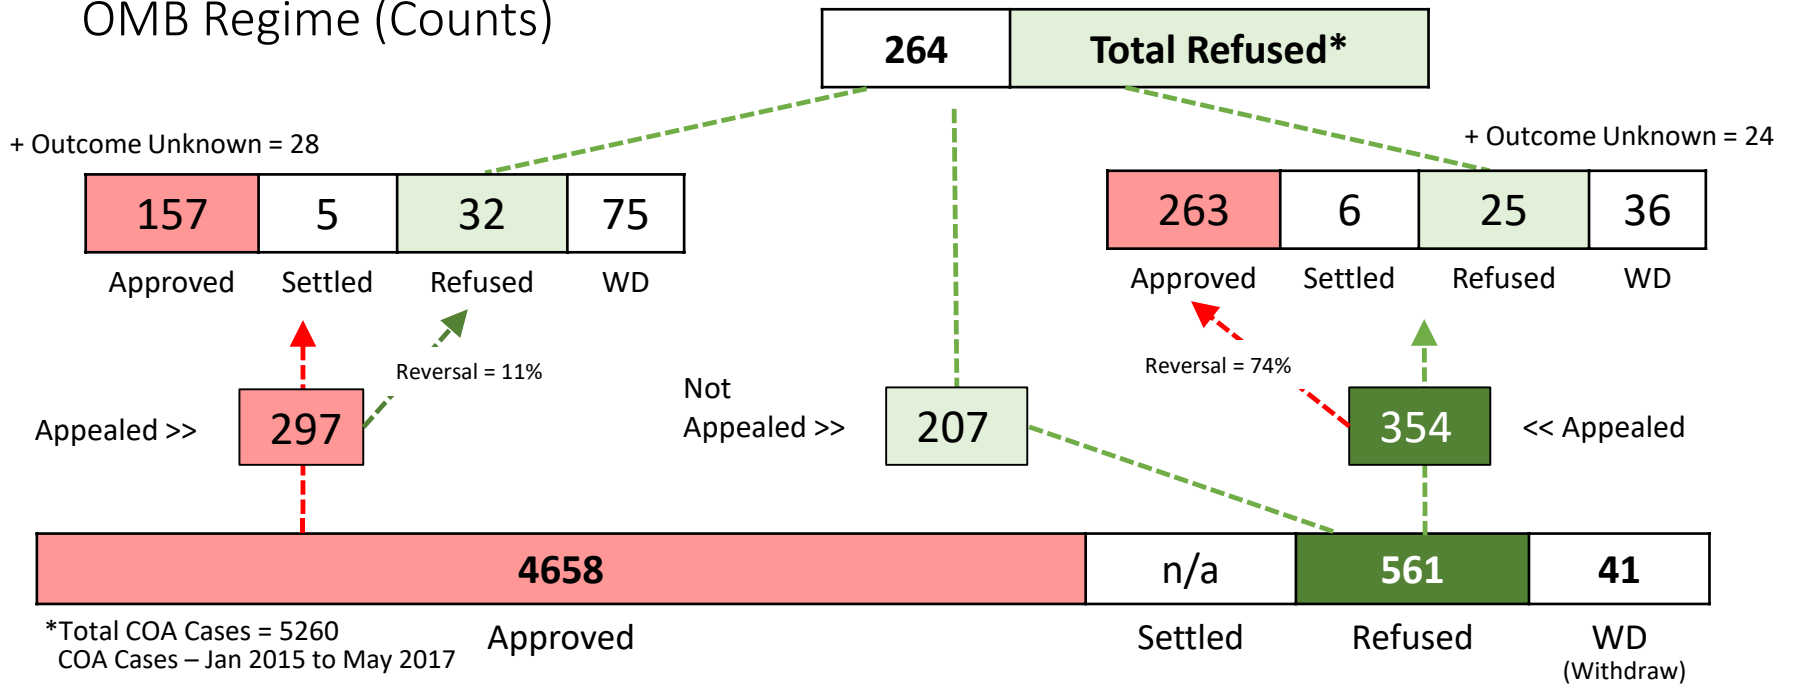 OMB Regime (Counts)
264 Total Refused*
+ Outcome Unknown = 28
+ Outcome Unknown = 24
157 5 32 75
263 6 25 36
Approved Settled Refused WD
Approved Settled Refused WD
Reversal = 11%
Reversal = 74%
Appealed >> 297
Not
Appealed >> 207
354 << Appealed
4658 n/a 561 41
Approved Settled Refused WD
(Withdraw)
*Total COA Cases = 5260
COA Cases – Jan 2015 to May 2017